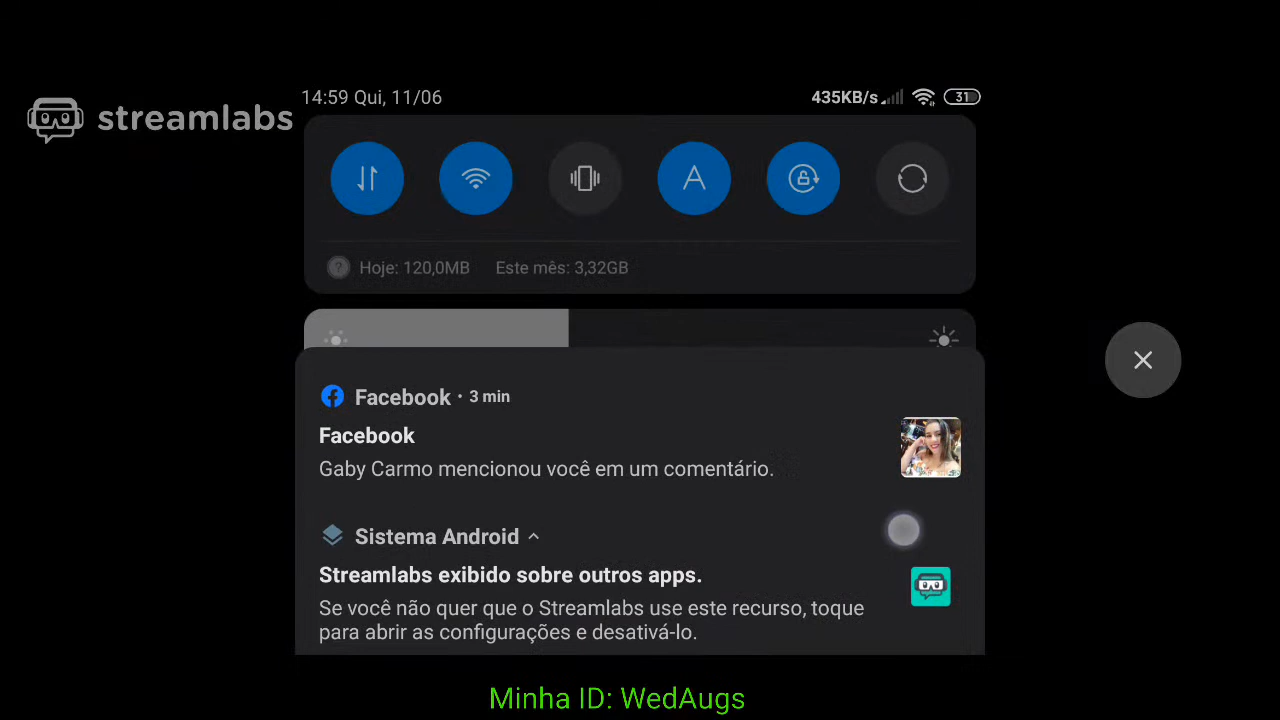 streamlabs
14:59 Qui, 11/06
435KB/s
31
A
Hoje: 120,0MB Este mês: 3,32GB
Facebook · 3 min
Facebook
Gaby Carmo mencionou você em um comentário.
Sistema Android
Streamlabs exibido sobre outros apps.
Se você não quer que o Streamlabs use este recurso, toque
para abrir as configurações e desativá-lo.
Minha ID: WedAugs